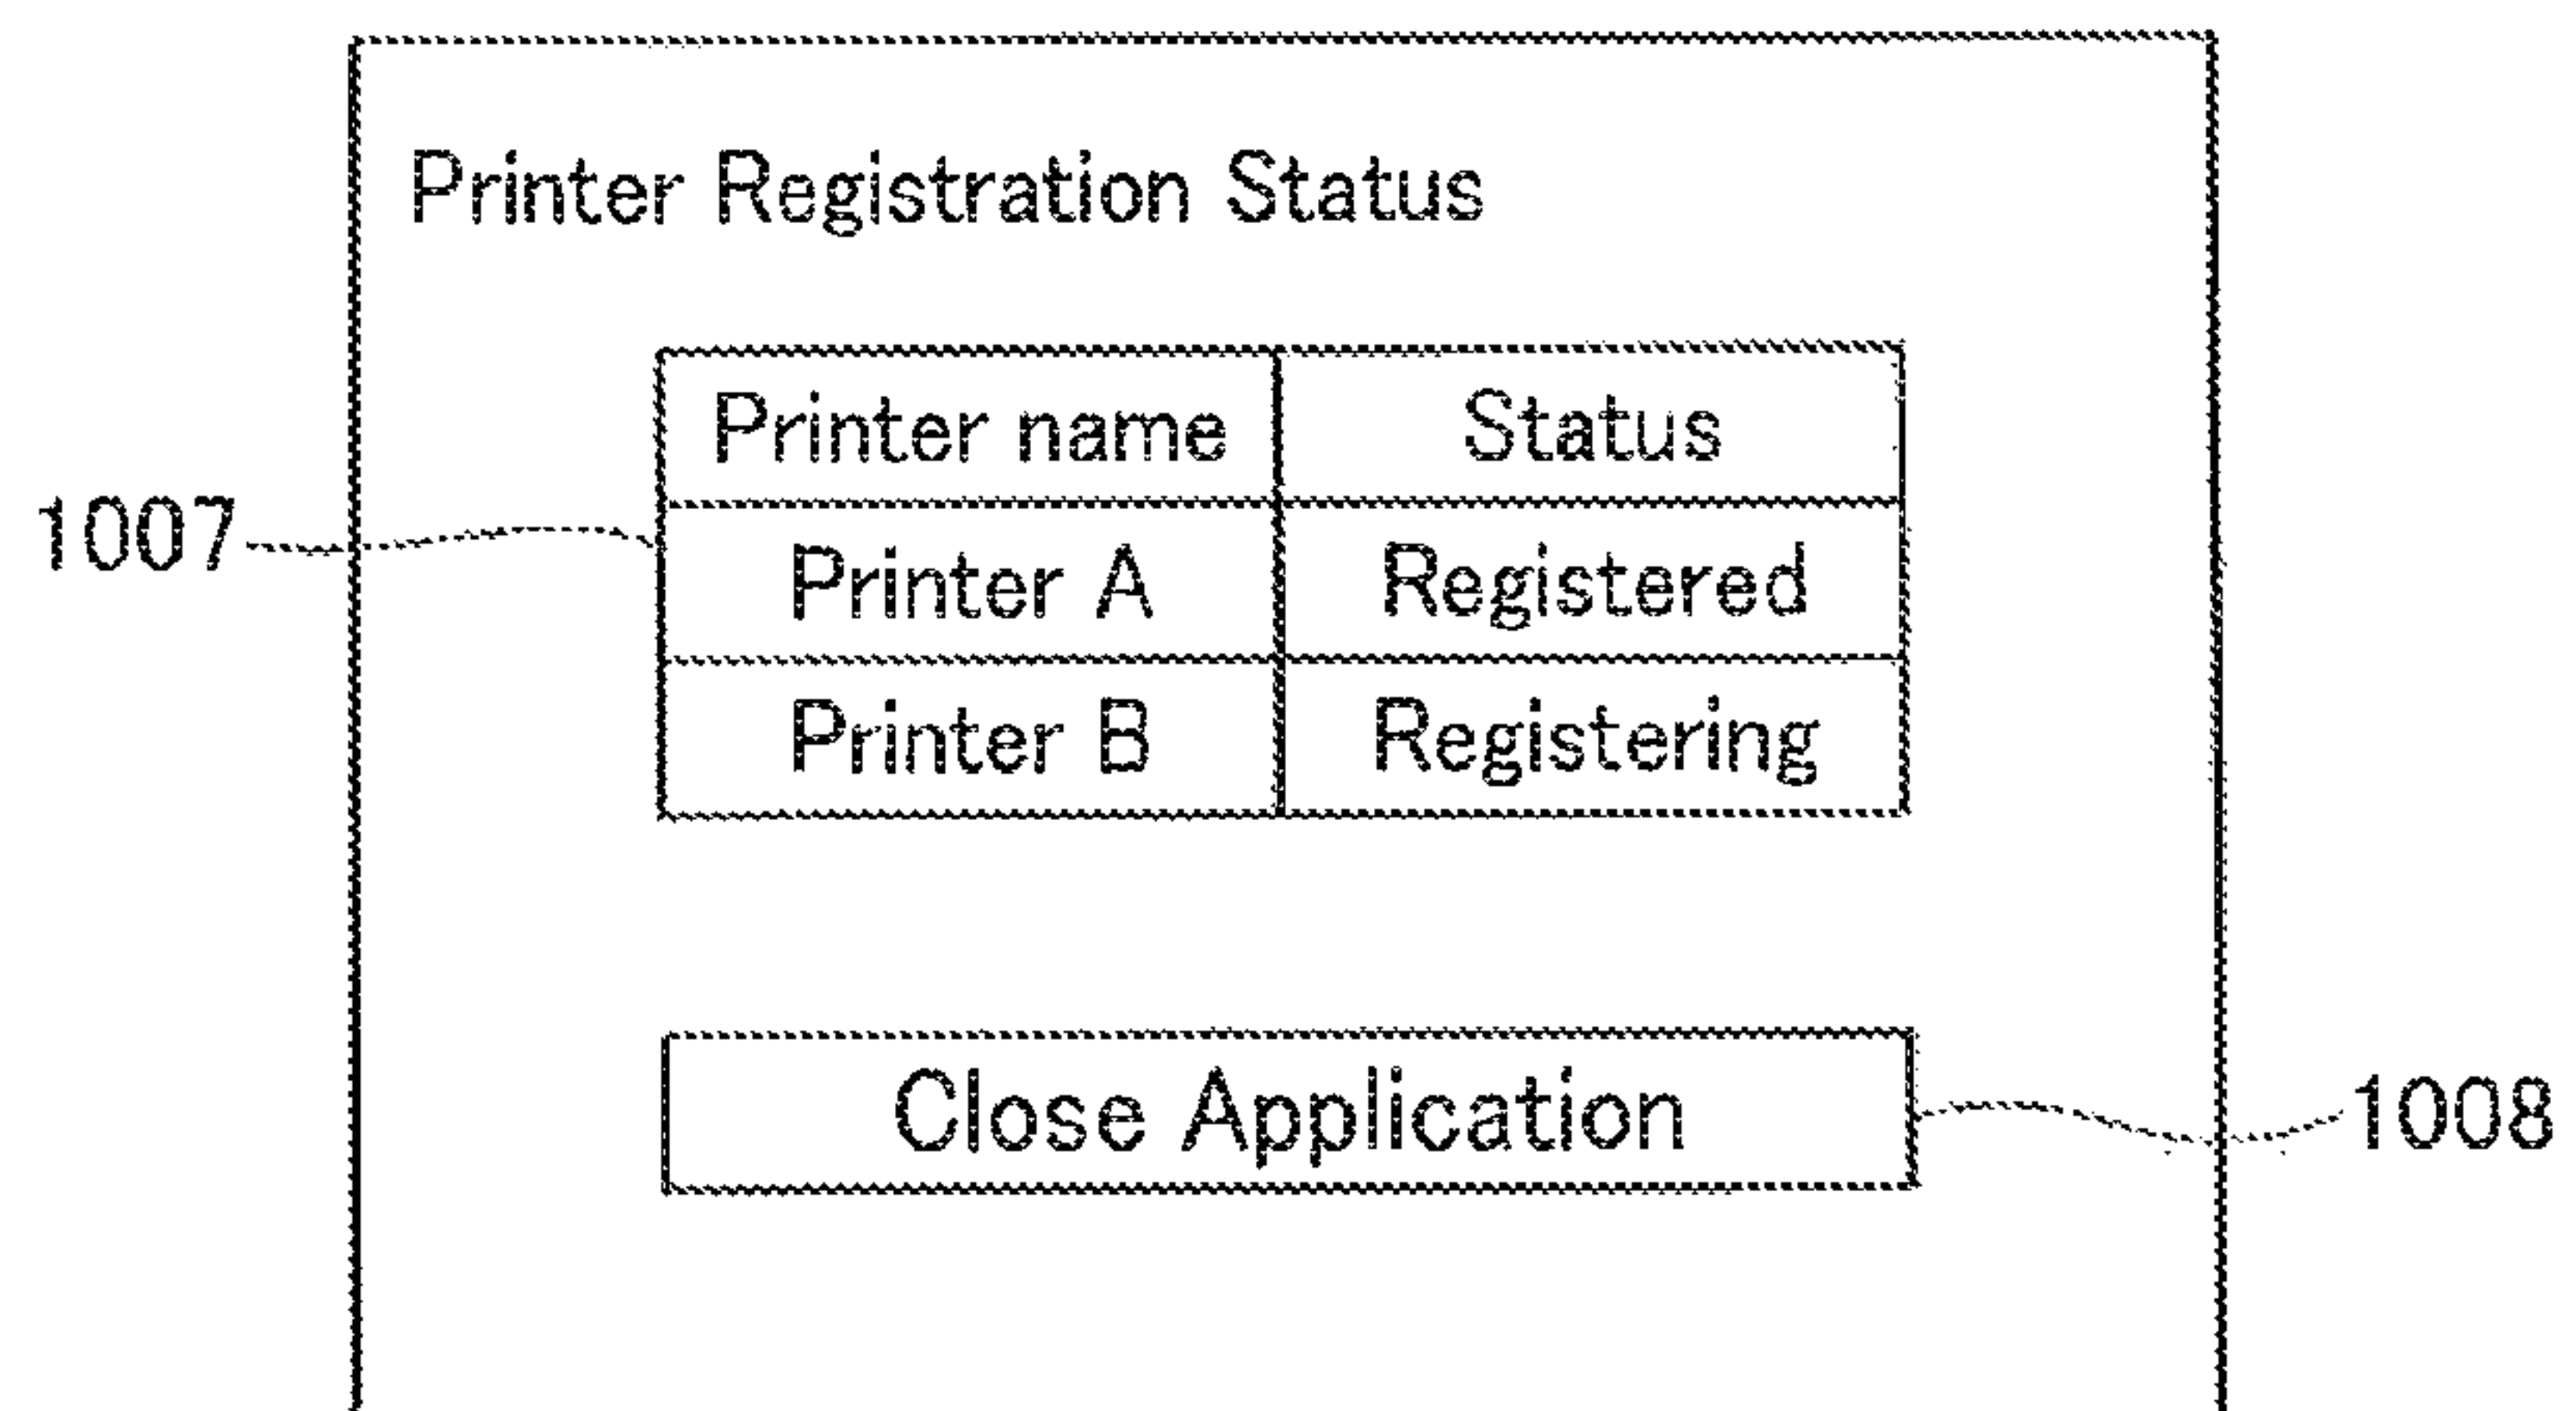 Printer Registration Status
Printer name Status
1007
Printer A Registered
Printer B Registering
Close Application
1008